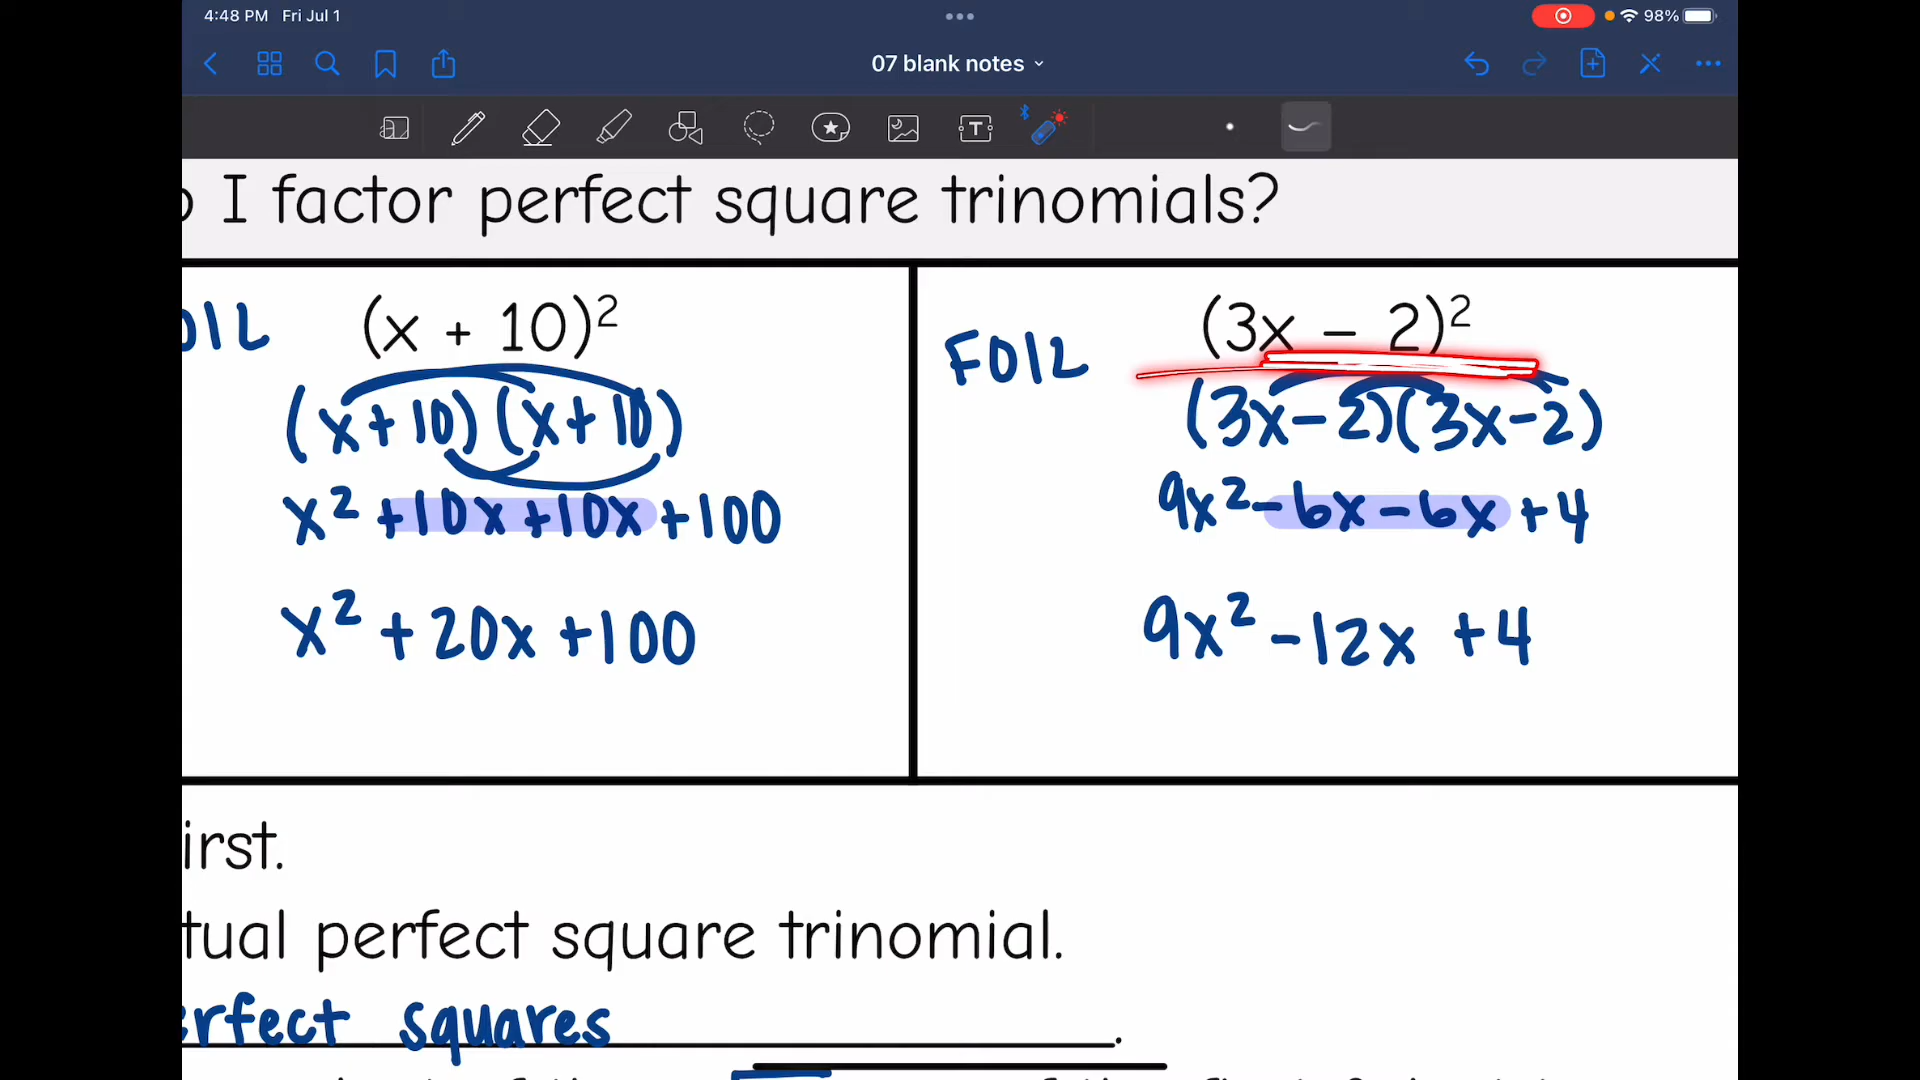 4:48 PM Fri Jul 1
98%
07 blank notes
I factor perfect square trinomials?
(x + 10)²
(x+10)(x+10)
x² +10x +10x +100
x² + 20x +100
FOIL (3x – 2)²
(3x-2)(3x-2)
9x² -6x -6x +4
9x² -12x +4
irst.
tual perfect square trinomial.
erfect squares .